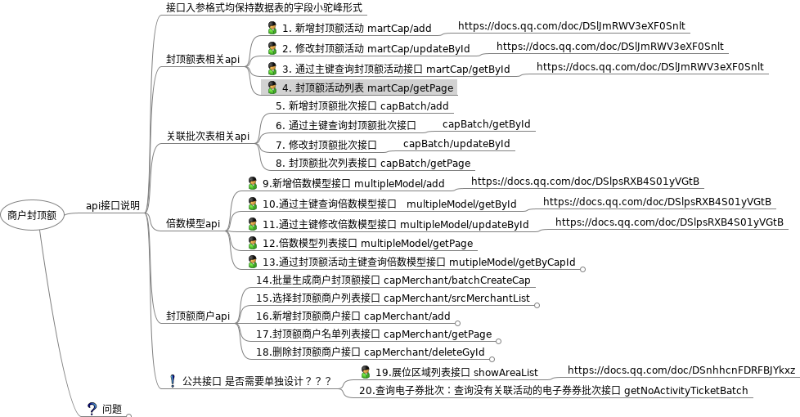 商户封顶额
api接口说明
接口入参格式均保持数据表的字段小驼峰形式
封顶额表相关api
1. 新增封顶额活动 martCap/add
https://docs.qq.com/doc/DSlJmRWV3eXF0Snlt
2. 修改封顶额活动 martCap/updateById
https://docs.qq.com/doc/DSlJmRWV3eXF0Snlt
3. 通过主键查询封顶额活动接口 martCap/getById
https://docs.qq.com/doc/DSlJmRWV3eXF0Snlt
4. 封顶额活动列表 martCap/getPage
关联批次表相关api
5. 新增封顶额批次接口 capBatch/add
6. 通过主键查询封顶额批次接口 capBatch/getById
7. 修改封顶额批次接口 capBatch/updateById
8. 封顶额批次列表接口 capBatch/getPage
倍数模型api
9.新增倍数模型接口 multipleModel/add
https://docs.qq.com/doc/DSlpsRXB4S01yVGtB
10.通过主键查询倍数模型接口 multipleModel/getById
https://docs.qq.com/doc/DSlpsRXB4S01yVGtB
11.通过主键修改倍数模型接口 multipleModel/updateById
https://docs.qq.com/doc/DSlpsRXB4S01yVGtB
12.倍数模型列表接口 multipleModel/getPage
13.通过封顶额活动主键查询倍数模型接口 mutipleModel/getByCapId
封顶额商户api
14.批量生成商户封顶额接口 capMerchant/batchCreateCap
15.选择封顶额商户列表接口 capMerchant/srcMerchantList
16.新增封顶额商户接口 capMerchant/add
17.封顶额商户名单列表接口 capMerchant/getPage
18.删除封顶额商户接口 capMerchant/deleteGyId
公共接口 是否需要单独设计？？？
19.展位区域列表接口 showAreaList
https://docs.qq.com/doc/DSnhhcnFDRFBJYkxz
20.查询电子券批次：查询没有关联活动的电子券券批次接口 getNoActivityTicketBatch
问题